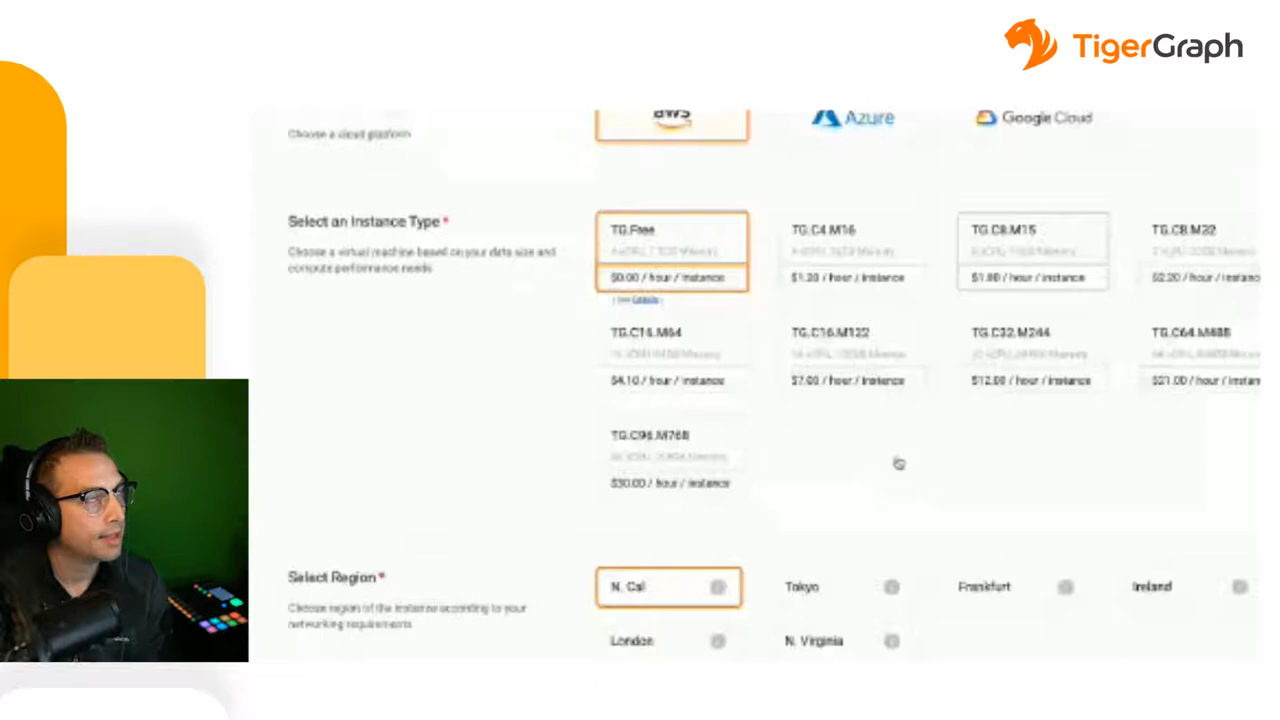 TigerGraph
aws
Azure
Google Cloud
Choose a cloud platform
Select an Instance Type *
Choose a virtual machine based on your data size and
compute performance needs
TG.Free
$0.00 / hour / instance
TG.C4.M16
$1.20 / hour / instance
TG.C8.M15
$1.80 / hour / instance
TG.C8.M32
$2.20 / hour / instanc
TG.C16.M64
$4.10 / hour / instance
TG.C16.M122
$7.00 / hour / instance
TG.C32.M244
$12.00 / hour / instance
TG.C64.M488
$21.00 / hour / instan
TG.C96.M768
$30.00 / hour / instance
Select Region *
Choose region of the instance according to your
networking requirements
N. Cal
Tokyo
Frankfurt
Ireland
London
N. Virginia